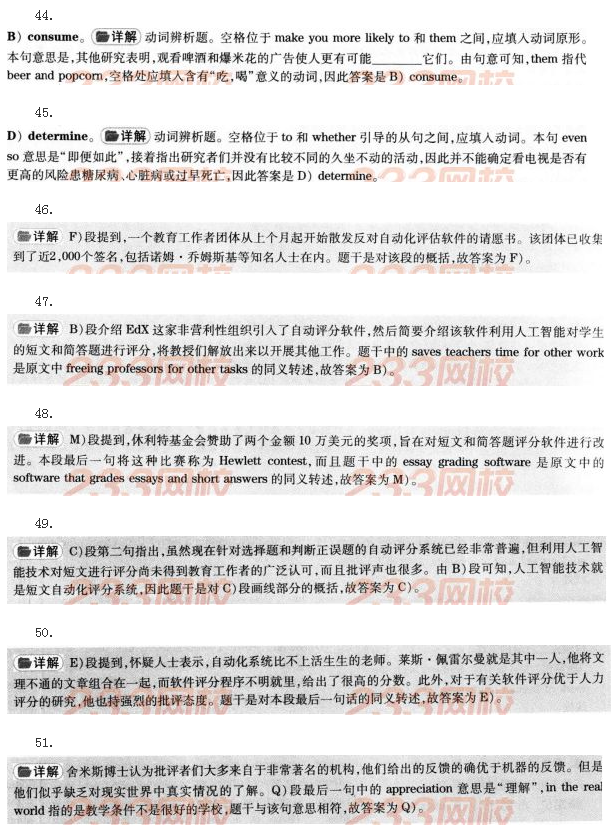 44.
B) consume。 详解 动词辨析题。空格位于 make you more likely to 和 them 之间,应填入动词原形。
本句意思是,其他研究表明,观看啤酒和爆米花的广告使人更有可能________它们。由句意可知,them 指代
beer and popcorn,空格处应填入含有“吃,喝”意义的动词,因此答案是 B) consume。
45.
D) determine。 详解 动词辨析题。空格位于 to 和 whether 引导的从句之间,应填入动词。本句 even
so 意思是“即便如此”,接着指出研究者们并没有比较不同的久坐不动的活动,因此并不能确定看电视是否有
更高的风险患糖尿病、心脏病或过早死亡,因此答案是 D) determine。
46.
详解 F)段提到,一个教育工作者团体从上个月起开始散发反对自动化评估软件的请愿书。该团体已收集
到了近2,000个签名,包括诺姆·乔姆斯基等知名人士在内。题干是对该段的概括,故答案为 F)。
47.
详解 B)段介绍 EdX 这家非营利性组织引入了自动评分软件,然后简要介绍该软件利用人工智能对学生
的短文和简答题进行评分,将教授们解放出来以开展其他工作。题干中的 saves teachers time for other work
是原文中 freeing professors for other tasks 的同义转述,故答案为 B)。
48.
详解 M)段提到,休利特基金会赞助了两个金额 10 万美元的奖项,旨在对短文和简答题评分软件进行改
进。本段最后一句将这种比赛称为 Hewlett contest,而且题干中的 essay grading software 是原文中的
software that grades essays and short answers 的同义转述,故答案为 M)。
49.
详解 C)段第二句指出,虽然现在针对选择题和判断正误题的自动评分系统已经非常普遍,但利用人工智
能技术对短文进行评分尚未得到教育工作者的广泛认可,而且批评声也很多。由 B)段可知,人工智能技术就
是短文自动化评分系统,因此题干是对 C)段画线部分的概括,故答案为 C)。
50.
详解 E)段提到,怀疑人士表示,自动化系统比不上活生生的老师。莱斯·佩雷尔曼就是其中一人,他将文
理不通的文章组合在一起,而软件评分程序不明就里,给出了很高的分数。此外,对于有关软件评分优于人力
评分的研究,他也持强烈的批评态度。题干是对本段最后一句话的同义转述,故答案为 E)。
51.
详解 舍米斯博士认为批评者们大多来自于非常著名的机构,他们给出的反馈的确优于机器的反馈。但是
他们似乎缺乏对现实世界中真实情况的了解。Q)段最后一句中的 appreciation 意思是“理解”,in the real
world 指的是教学条件不是很好的学校,题干与该句意思相符,故答案为 Q)。
233网校